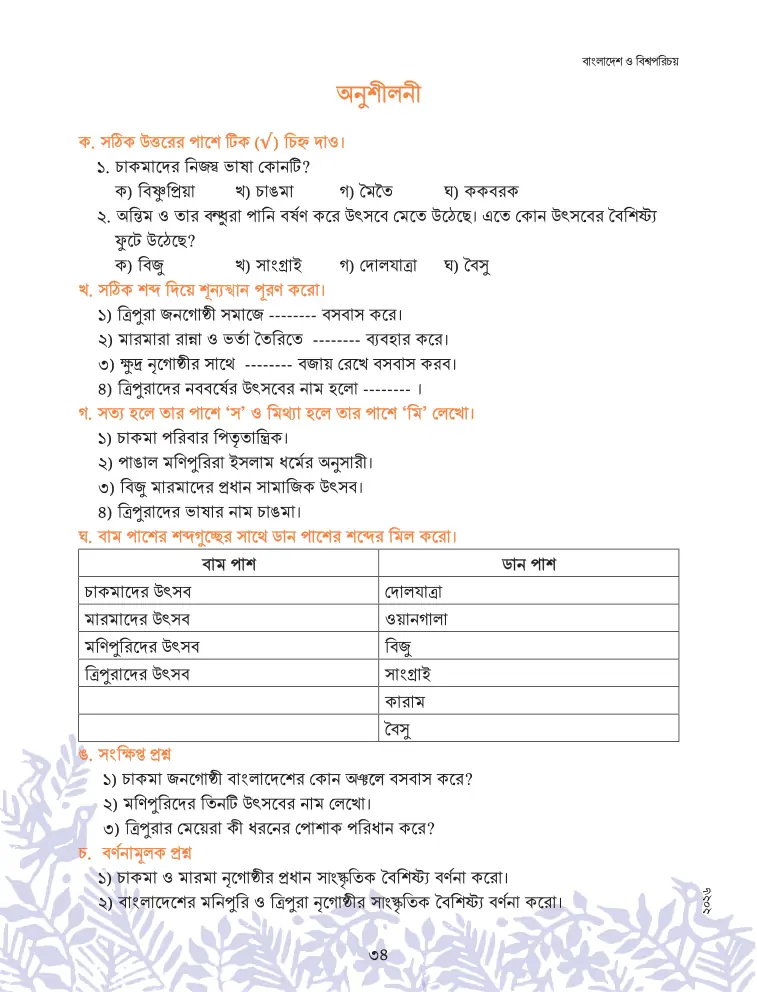 বাংলাদেশ ও বিশ্বপরিচয়
অনুশীলনী
ক. সঠিক উত্তরের পাশে টিক (√) চিহ্ন দাও।
১. চাকমাদের নিজস্ব ভাষা কোনটি?
ক) বিষ্ণুপ্রিয়া খ) চাঙমা গ) মৈতৈ ঘ) ককবরক
২. অন্তিম ও তার বন্ধুরা পানি বর্ষণ করে উৎসবে মেতে উঠেছে। এতে কোন উৎসবের বৈশিষ্ট্য
ফুটে উঠেছে?
ক) বিজু খ) সাংগ্রাই গ) দোলযাত্রা ঘ) বৈসু
খ. সঠিক শব্দ দিয়ে শূন্যস্থান পূরণ করো।
১) ত্রিপুরা জনগোষ্ঠী সমাজে -------- বসবাস করে।
২) মারমারা রান্না ও ভর্তা তৈরিতে -------- ব্যবহার করে।
৩) ক্ষুদ্র নৃগোষ্ঠীর সাথে -------- বজায় রেখে বসবাস করব।
৪) ত্রিপুরাদের নববর্ষের উৎসবের নাম হলো -------- ।
গ. সত্য হলে তার পাশে ‘স’ ও মিথ্যা হলে তার পাশে ‘মি’ লেখো।
১) চাকমা পরিবার পিতৃতান্ত্রিক।
২) পাঙাল মণিপুরিরা ইসলাম ধর্মের অনুসারী।
৩) বিজু মারমাদের প্রধান সামাজিক উৎসব।
৪) ত্রিপুরাদের ভাষার নাম চাঙমা।
ঘ. বাম পাশের শব্দগুচ্ছের সাথে ডান পাশের শব্দের মিল করো।
বাম পাশ ডান পাশ
চাকমাদের উৎসব দোলযাত্রা
মারমাদের উৎসব ওয়ানগালা
মণিপুরিদের উৎসব বিজু
ত্রিপুরাদের উৎসব সাংগ্রাই
কারাম
বৈসু
ঙ. সংক্ষিপ্ত প্রশ্ন
১) চাকমা জনগোষ্ঠী বাংলাদেশের কোন অঞ্চলে বসবাস করে?
২) মণিপুরিদের তিনটি উৎসবের নাম লেখো।
৩) ত্রিপুরার মেয়েরা কী ধরনের পোশাক পরিধান করে?
চ. বর্ণনামূলক প্রশ্ন
১) চাকমা ও মারমা নৃগোষ্ঠীর প্রধান সাংস্কৃতিক বৈশিষ্ট্য বর্ণনা করো।
২) বাংলাদেশের মনিপুরি ও ত্রিপুরা নৃগোষ্ঠীর সাংস্কৃতিক বৈশিষ্ট্য বর্ণনা করো।
২০২৬
৩৪